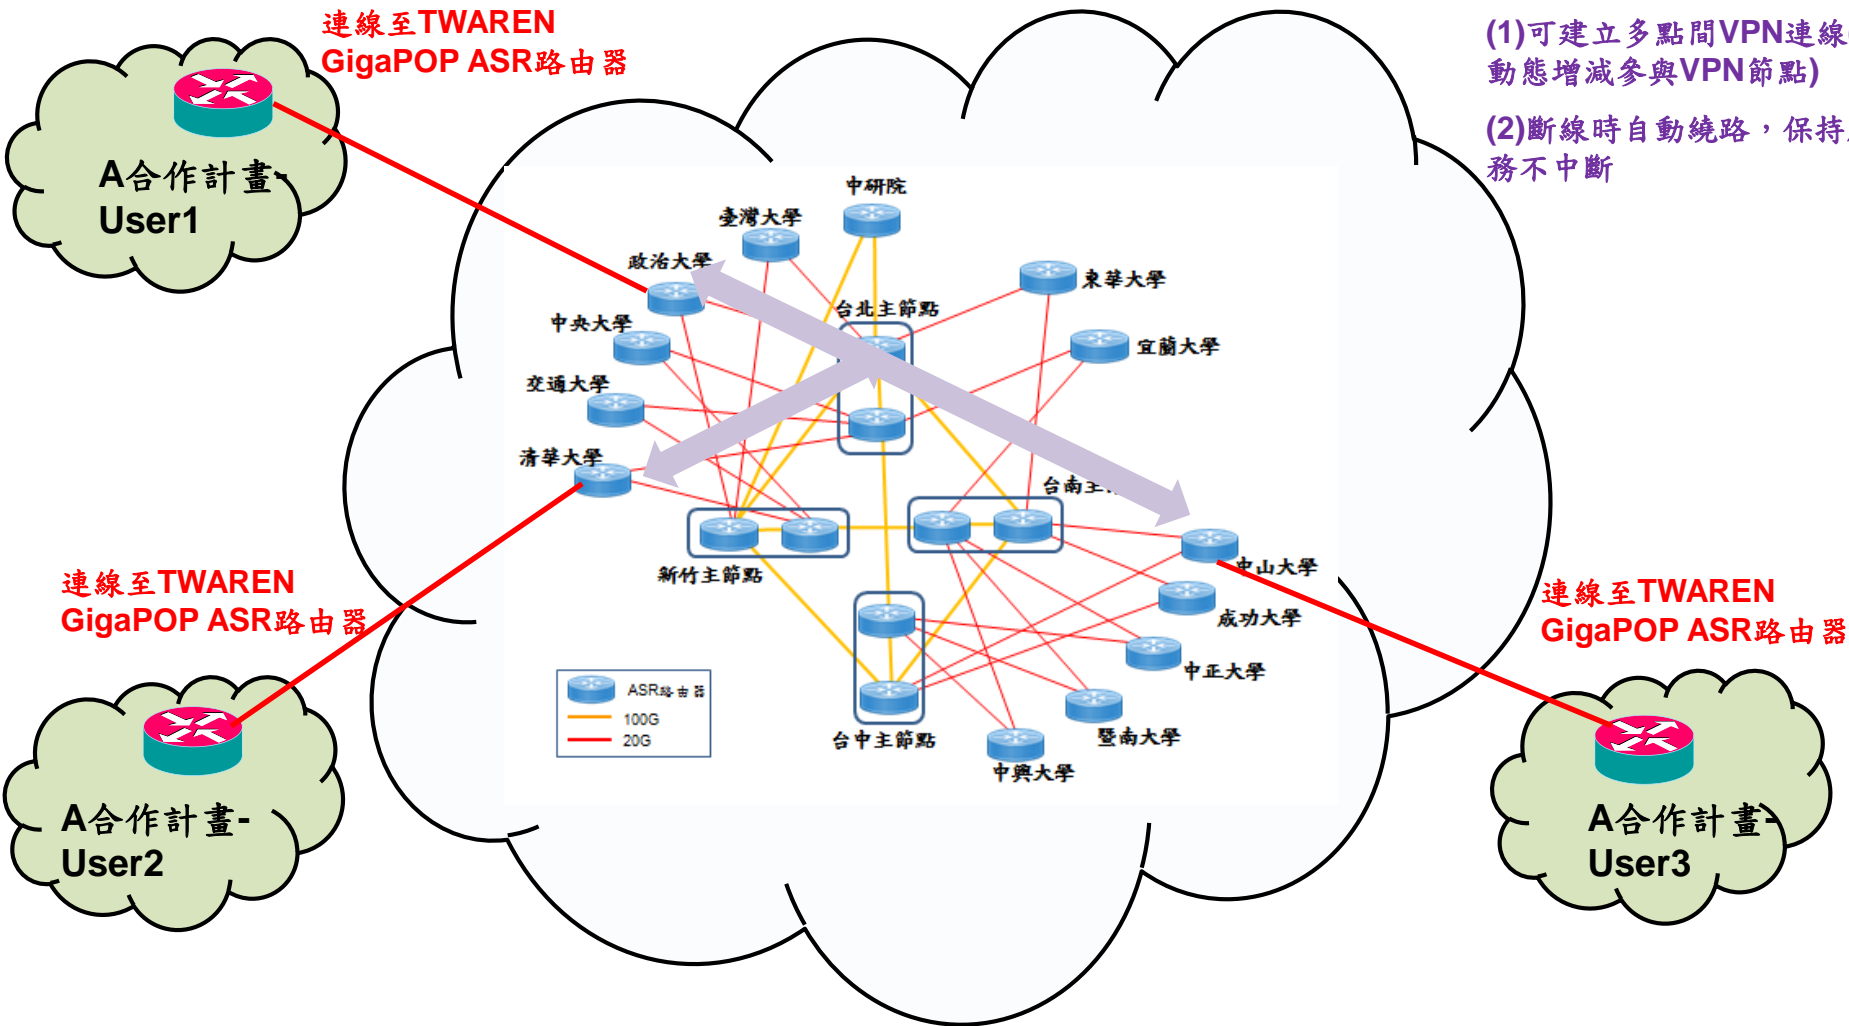 連線至TWAREN
GigaPOP ASR路由器
(1)可建立多點間VPN連線
動態增減參與VPN節點)
(2)斷線時自動繞路，保持
務不中斷
A合作計畫-
User1
中研院
臺灣大學
政治大學
東華大學
台北主節點
中央大學
宜蘭大學
交通大學
清華大學
台南主
新竹主節點
中山大學
連線至TWAREN
GigaPOP ASR路由器
連線至TWAREN
GigaPOP ASR路由器
成功大學
中正大學
ASR路由器
100G
20G
台中主節點
暨南大學
中興大學
A合作計畫-
User2
A合作計畫-
User3